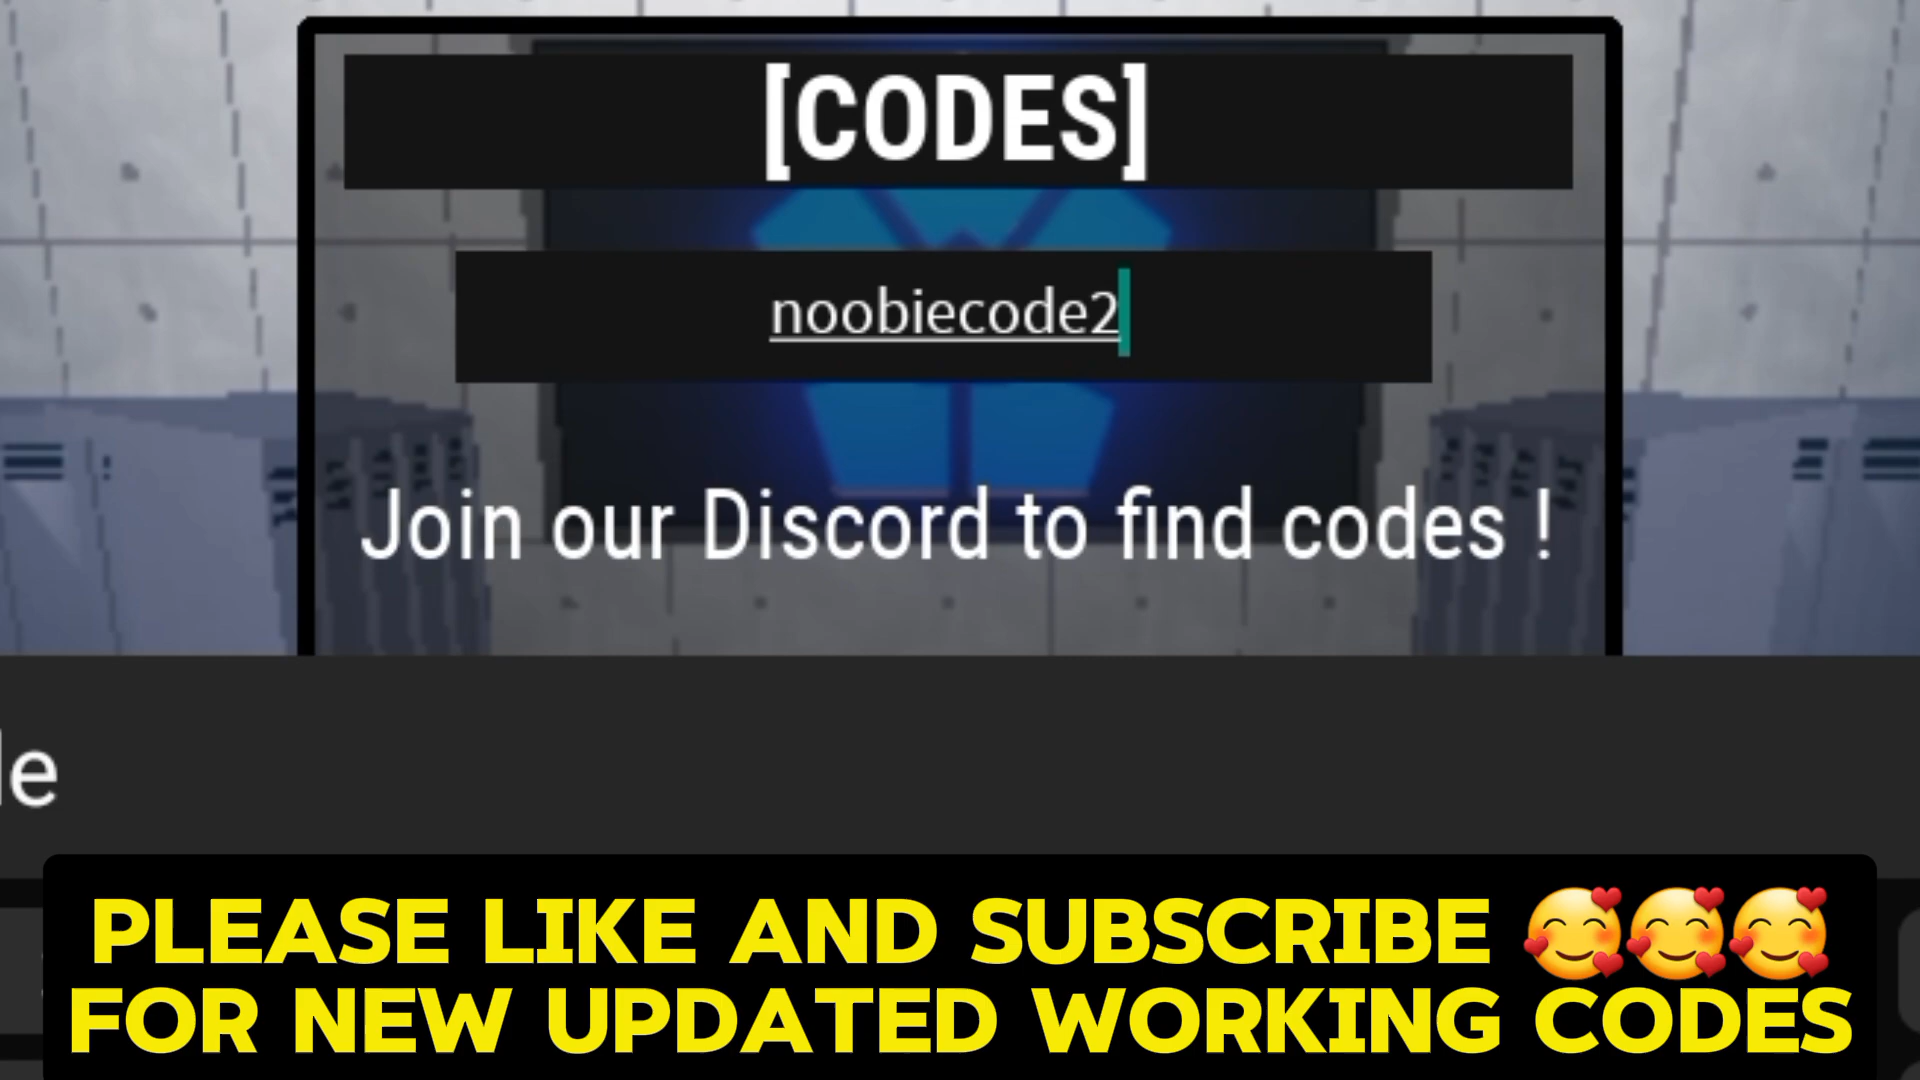 [CODES]
noobiecode2
Join our Discord to find codes !
PLEASE LIKE AND SUBSCRIBE 🥰🥰🥰
FOR NEW UPDATED WORKING CODES